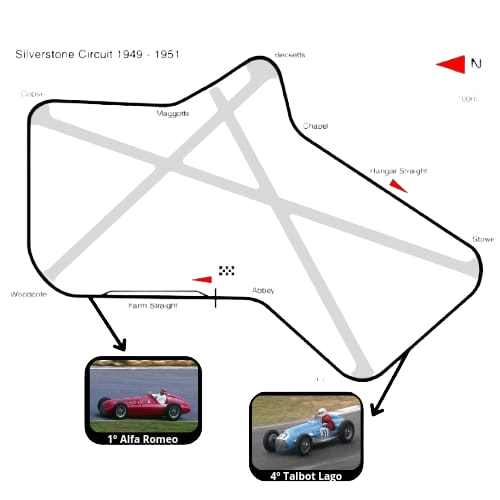 Silverstone Circuit 1949 - 1951
Becketts
N
Copse
100m
Maggotts
Chapel
Hangar Straight
Stowe
Woodcote
Abbey
Farm Straight
1º Alfa Romeo
4º Talbot Lago